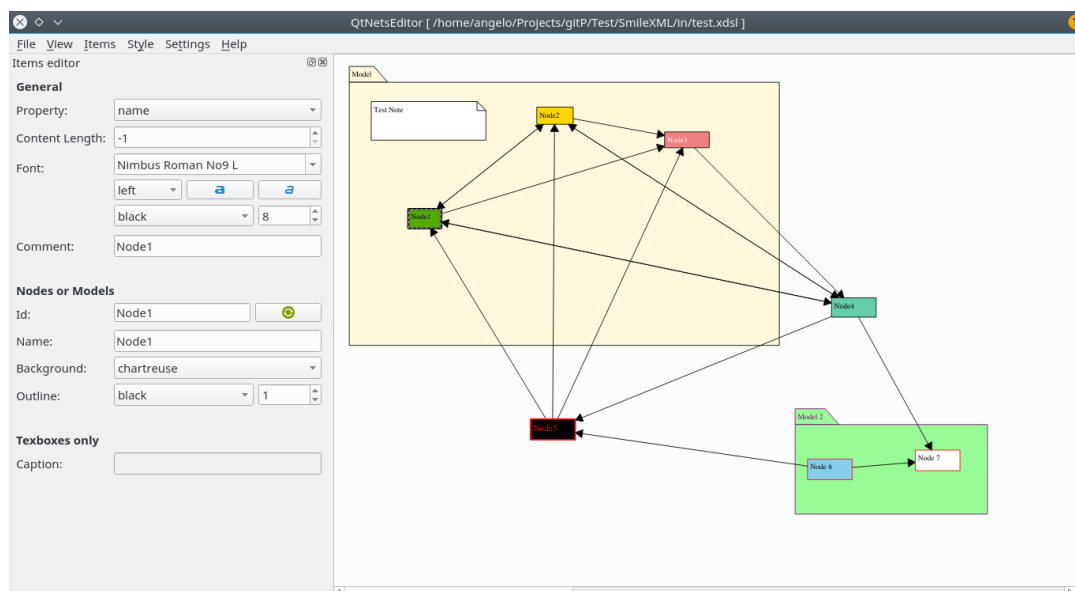 QtNetsEditor [ /home/angelo/Projects/gitP/Test/SmileXML/in/test.xdsl ]
File View Items Style Settings Help
Items editor
General
Property: name
Content Length: -1
Font: Nimbus Roman No9 L
left a a
black 8
Comment: Node1
Nodes or Models
Id: Node1
Name: Node1
Background: chartreuse
Outline: black 1
Texboxes only
Caption:
Model
Test Note
Node2
Node3
Node1
Node4
Node5
Model 2
Node 7
Node 6